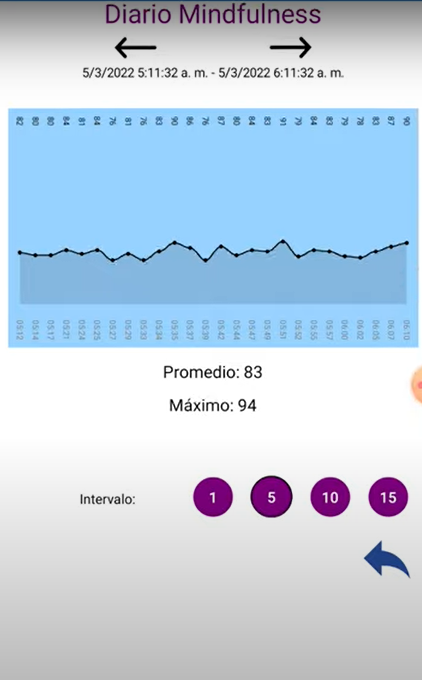 Diario Mindfulness
5/3/2022 5:11:32 a. m. - 5/3/2022 6:11:32 a. m.
82 80 80 84 81 84 76 81 76 83 90 86 76 87 80 84 83 91 79 84 83 79 78 83 87 90
05:12 05:14 05:17 05:21 05:24 05:25 05:27 05:29 05:33 05:34 05:35 05:37 05:39 05:42 05:44 05:47 05:49 05:51 05:52 05:55 05:57 06:00 06:02 06:05 06:07 06:10
Promedio: 83
Máximo: 94
Intervalo: 1 5 10 15